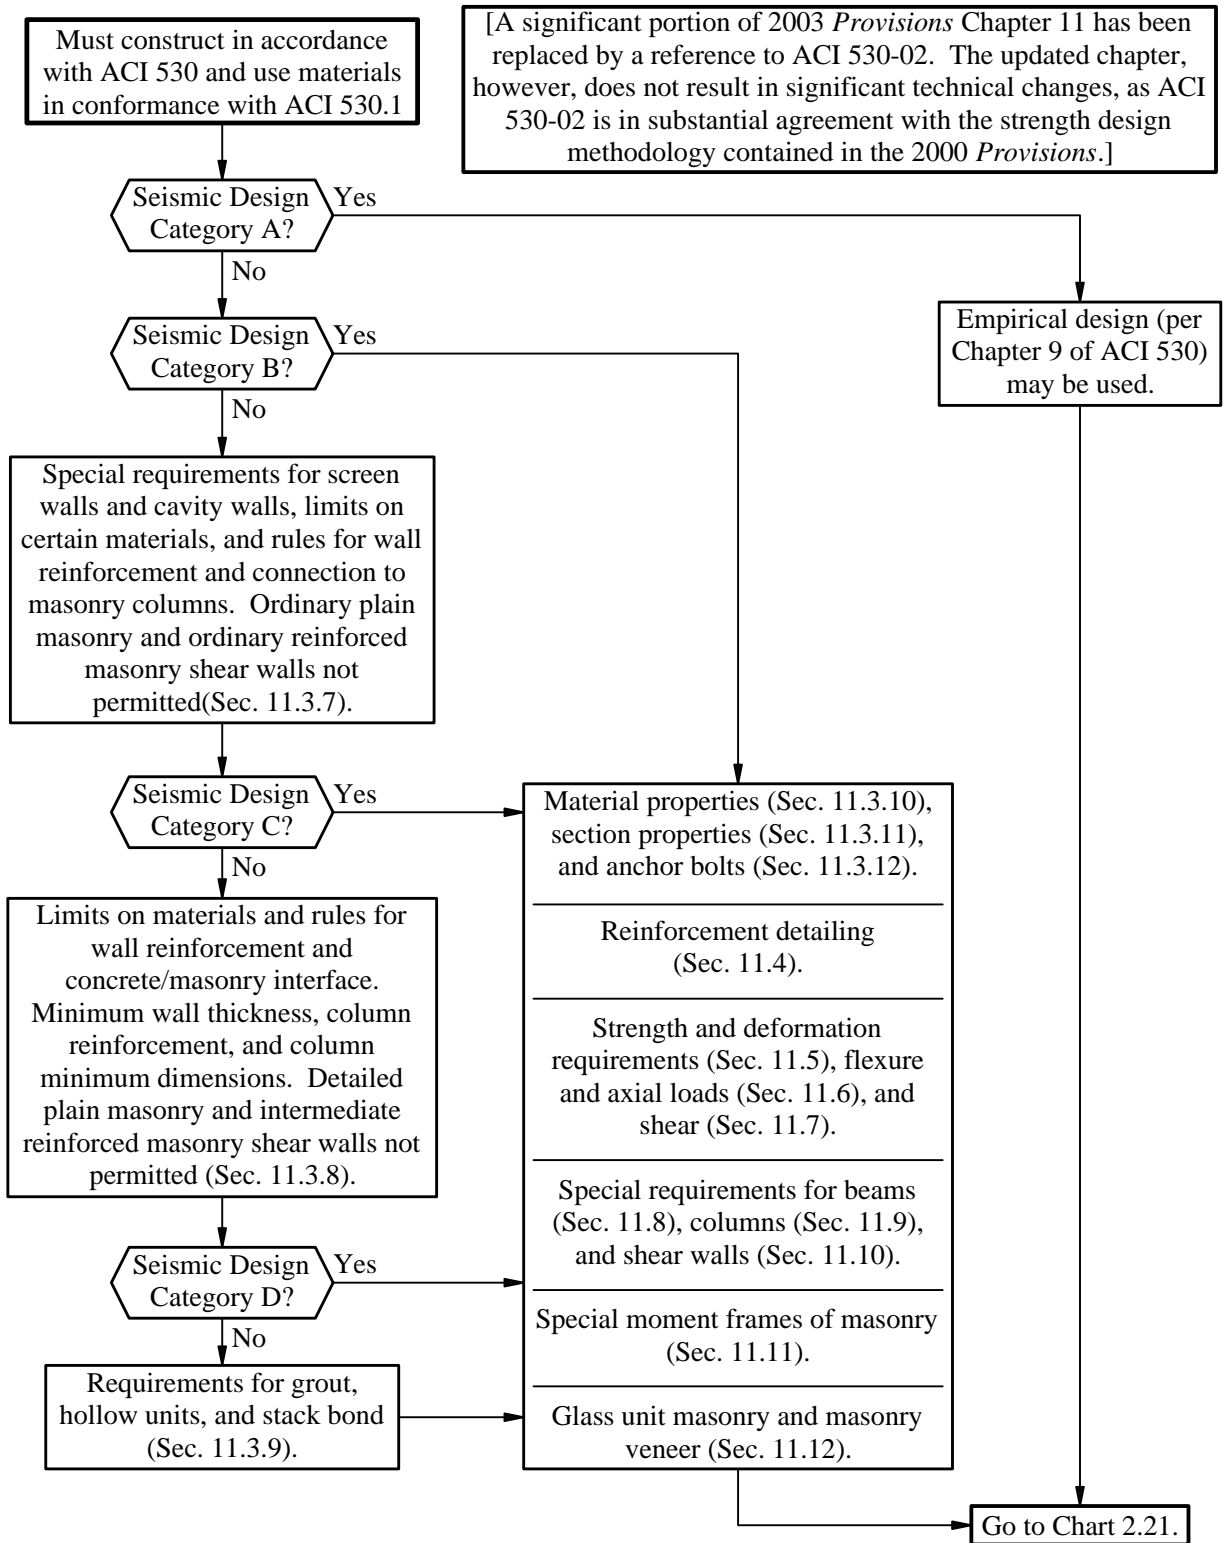 Must construct in accordance
with ACI 530 and use materials
in conformance with ACI 530.1
[A significant portion of 2003 Provisions Chapter 11 has been
replaced by a reference to ACI 530-02.  The updated chapter,
however, does not result in significant technical changes, as ACI
530-02 is in substantial agreement with the strength design
methodology contained in the 2000 Provisions.]
Seismic Design
Category A?
Yes
No
Seismic Design
Category B?
Yes
No
Empirical design (per
Chapter 9 of ACI 530)
may be used.
Special requirements for screen
walls and cavity walls, limits on
certain materials, and rules for wall
reinforcement and connection to
masonry columns.  Ordinary plain
masonry and ordinary reinforced
masonry shear walls not
permitted(Sec. 11.3.7).
Seismic Design
Category C?
Yes
No
Limits on materials and rules for
wall reinforcement and
concrete/masonry interface.
Minimum wall thickness, column
reinforcement, and column
minimum dimensions.  Detailed
plain masonry and intermediate
reinforced masonry shear walls not
permitted (Sec. 11.3.8).
Seismic Design
Category D?
Yes
No
Requirements for grout,
hollow units, and stack bond
(Sec. 11.3.9).
Material properties (Sec. 11.3.10),
section properties (Sec. 11.3.11),
and anchor bolts (Sec. 11.3.12).
Reinforcement detailing
(Sec. 11.4).
Strength and deformation
requirements (Sec. 11.5), flexure
and axial loads (Sec. 11.6), and
shear (Sec. 11.7).
Special requirements for beams
(Sec. 11.8), columns (Sec. 11.9),
and shear walls (Sec. 11.10).
Special moment frames of masonry
(Sec. 11.11).
Glass unit masonry and masonry
veneer (Sec. 11.12).
Go to Chart 2.21.